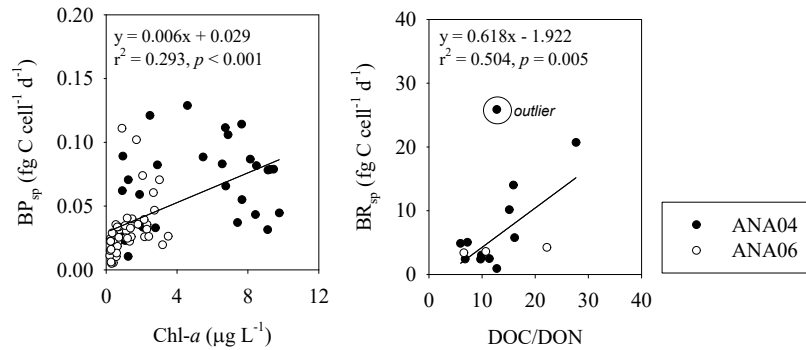 y = 0.006x + 0.029
r² = 0.293, p < 0.001
0.20
0.15
0.10
0.05
0.00
BP_sp (fg C cell⁻¹ d⁻¹)
0 4 8 12
Chl-a (µg L⁻¹)
y = 0.618x - 1.922
r² = 0.504, p = 0.005
outlier
40
30
20
10
0
BR_sp (fg C cell⁻¹ d⁻¹)
0 10 20 30 40
DOC/DON
ANA04
ANA06